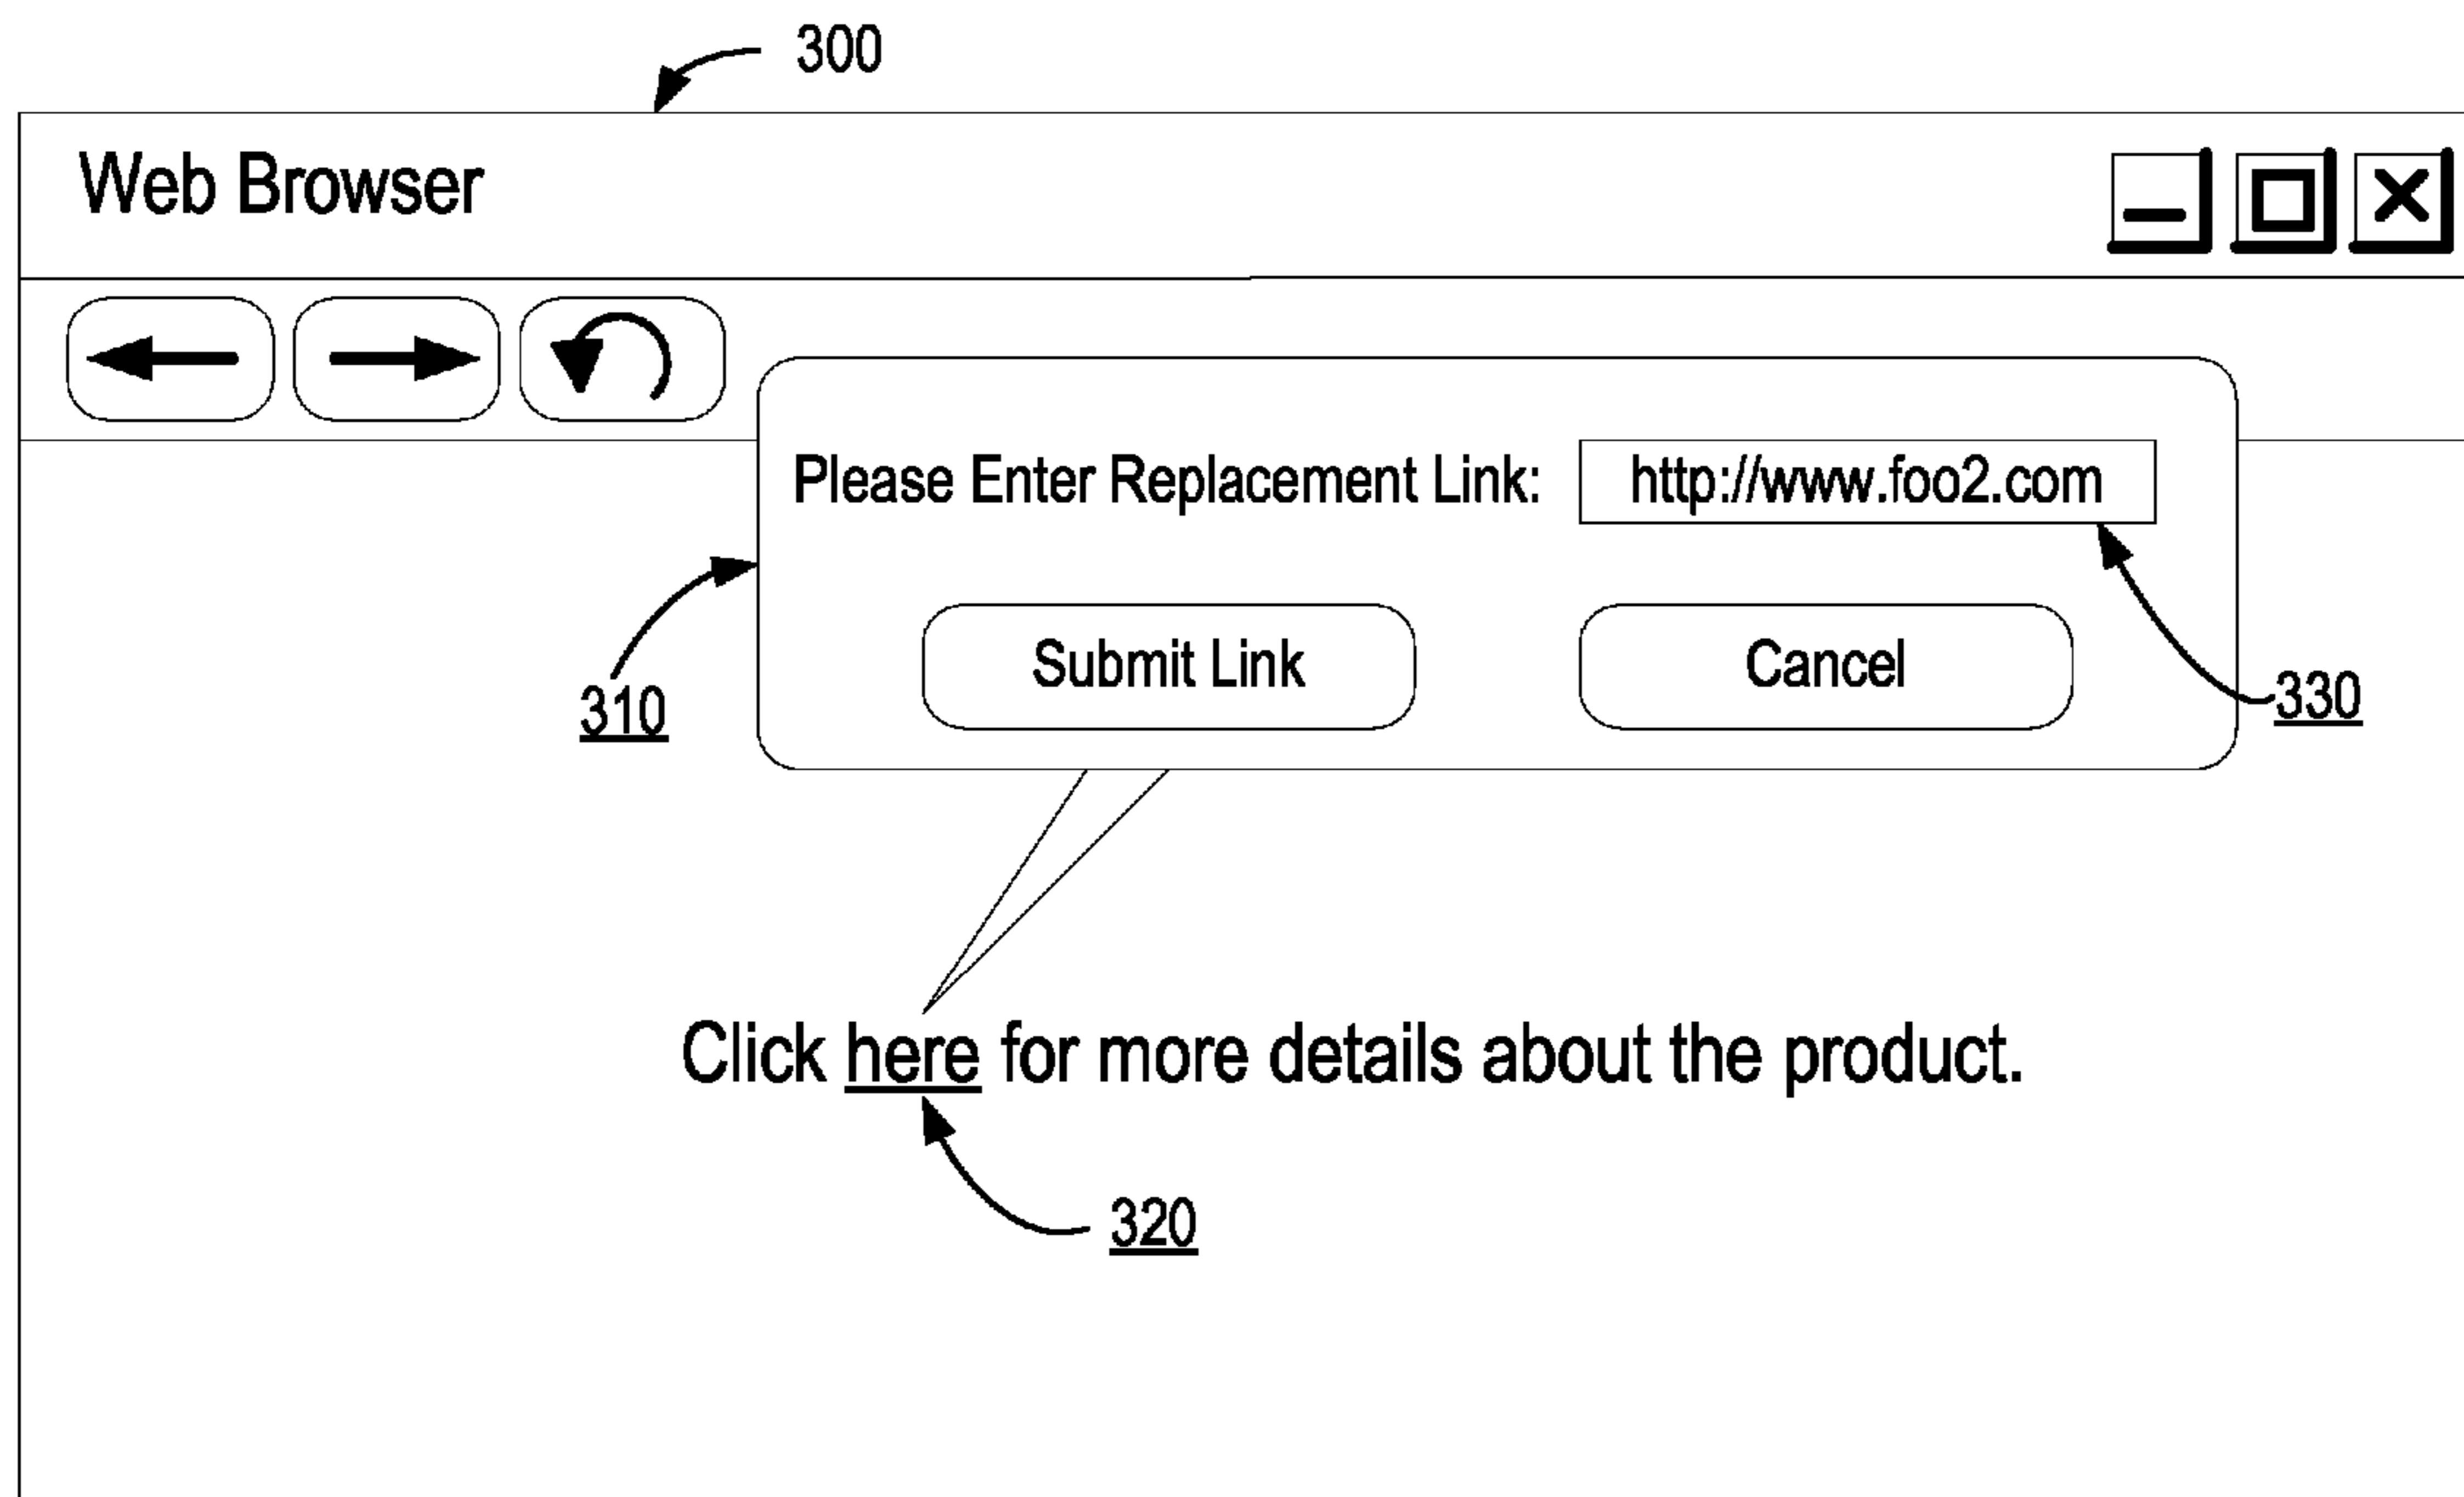 300
Web Browser
Please Enter Replacement Link: http://www.foo2.com
Submit Link Cancel
310
330
Click here for more details about the product.
320